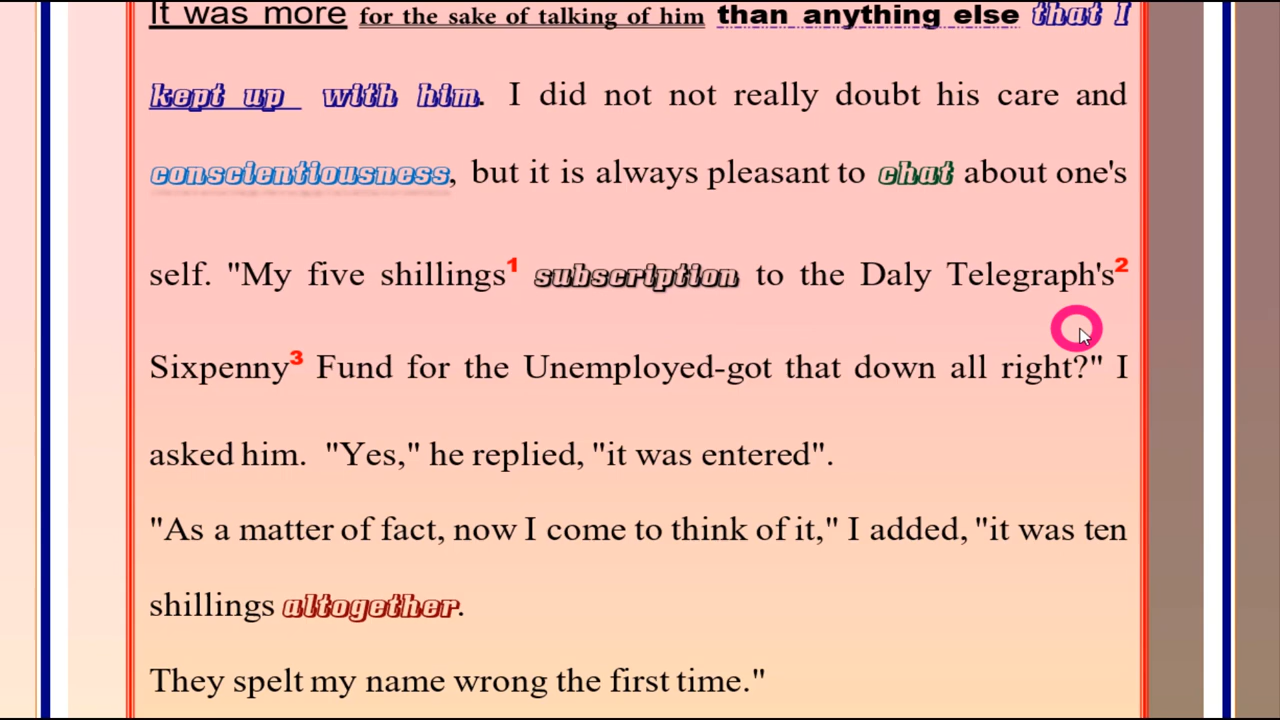 It was more for the sake of talking of him than anything else that I
kept up with him. I did not not really doubt his care and
conscientiousness, but it is always pleasant to chat about one's
self. "My five shillings1 subscription to the Daly Telegraph's2
Sixpenny3 Fund for the Unemployed-got that down all right?" I
asked him. "Yes," he replied, "it was entered".
"As a matter of fact, now I come to think of it," I added, "it was ten
shillings altogether.
They spelt my name wrong the first time."